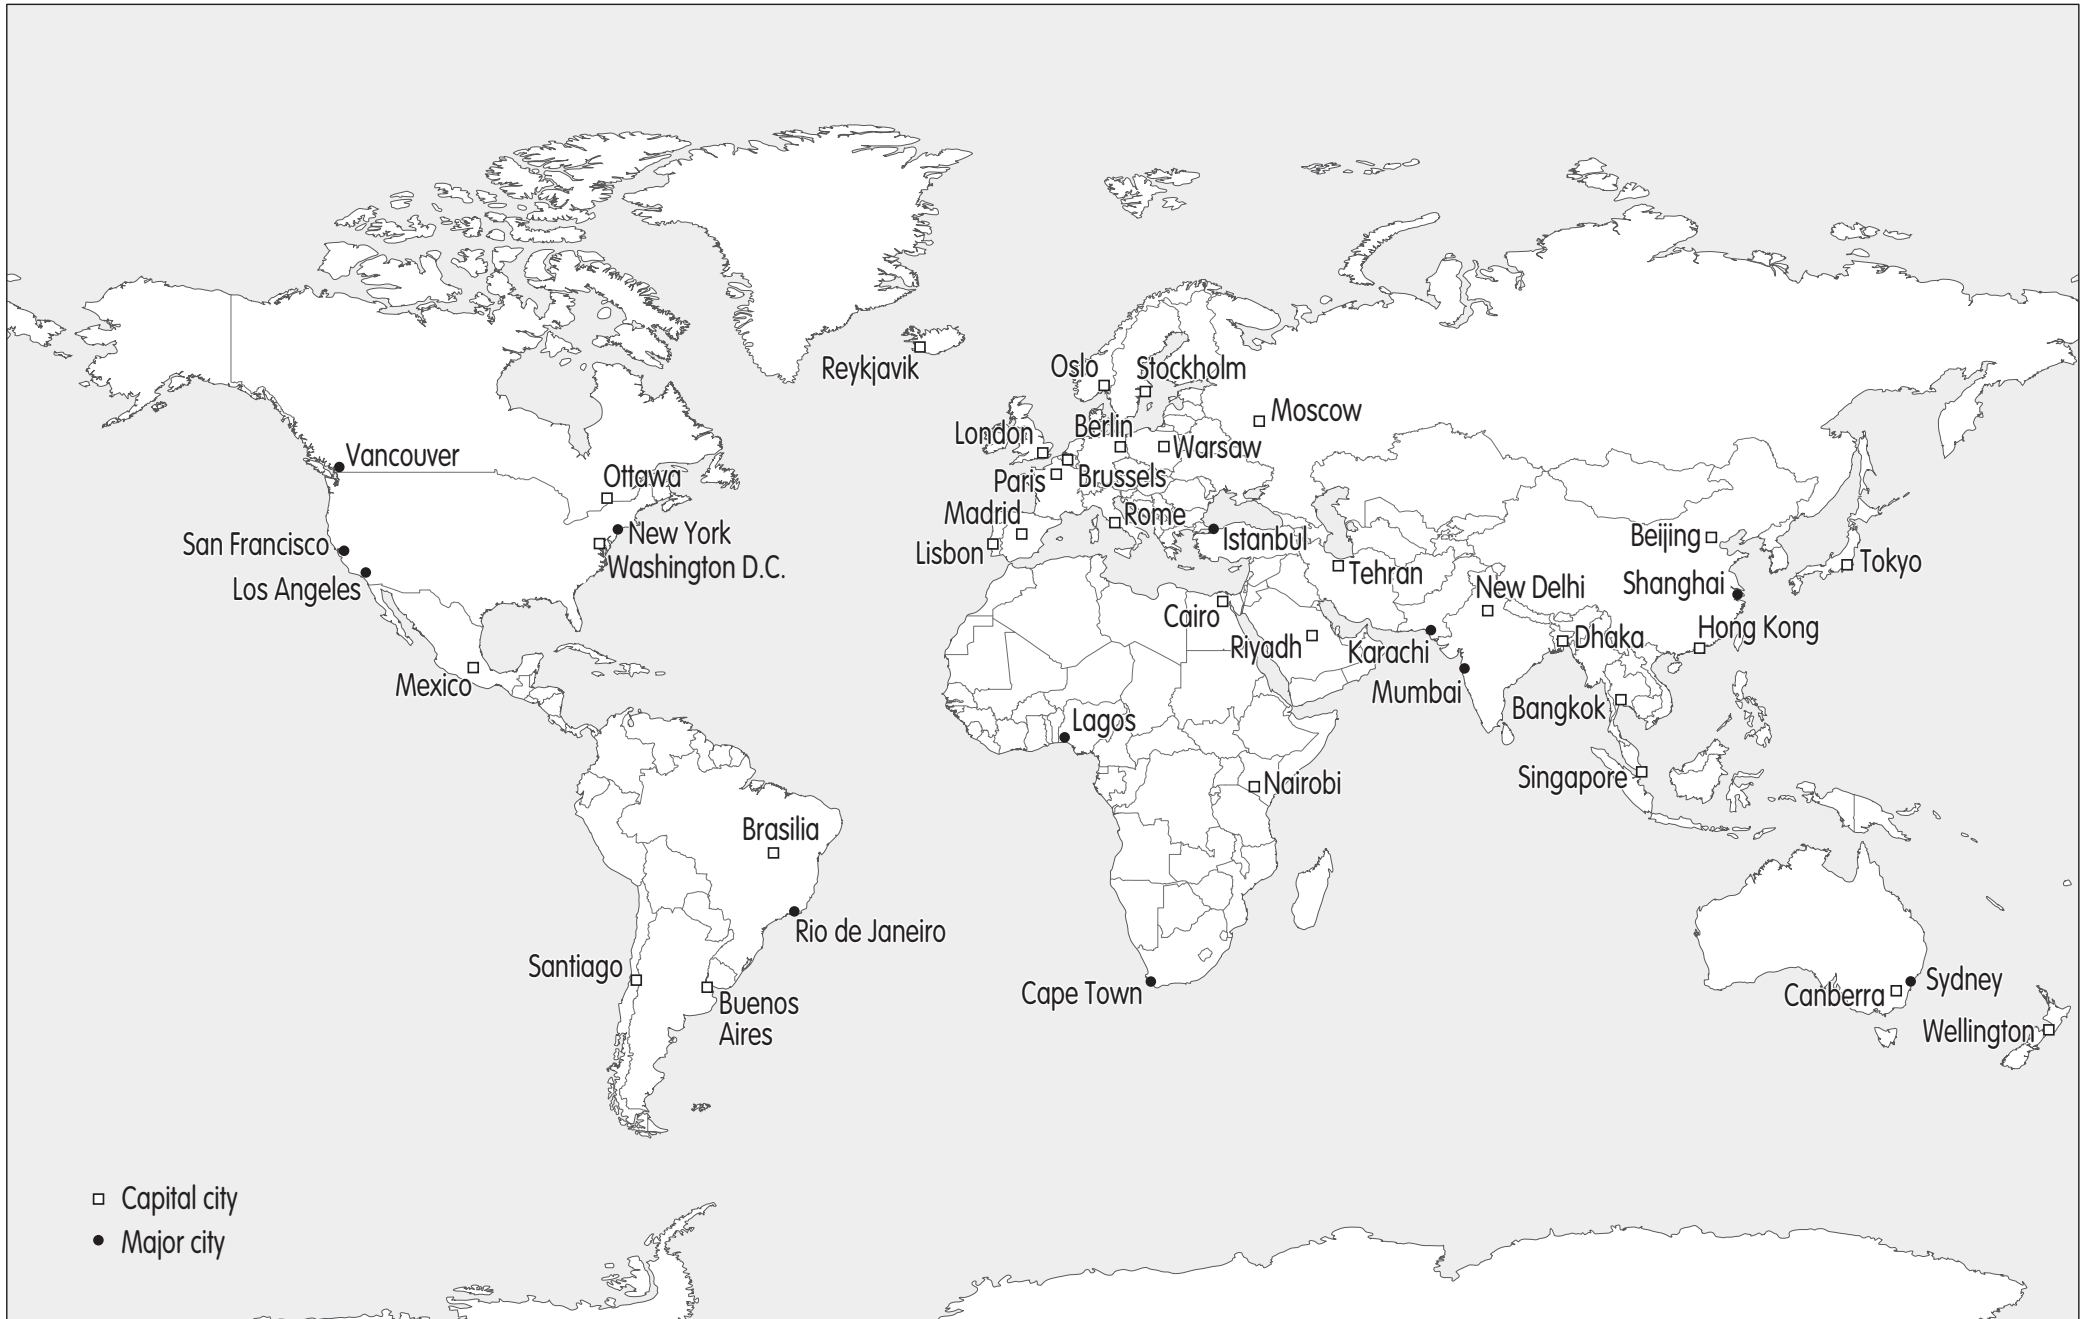 Reykjavik
Oslo
Stockholm
Moscow
London
Berlin
Warsaw
Vancouver
Ottawa
Paris
Brussels
Madrid
Rome
San Francisco
New York
Lisbon
Istanbul
Beijing
Tokyo
Washington D.C.
Los Angeles
Tehran
New Delhi
Shanghai
Cairo
Riyadh
Karachi
Dhaka
Hong Kong
Mexico
Mumbai
Bangkok
Lagos
Singapore
Nairobi
Brasilia
Rio de Janeiro
Santiago
Buenos
Aires
Cape Town
Sydney
Canberra
Wellington
Capital city
Major city